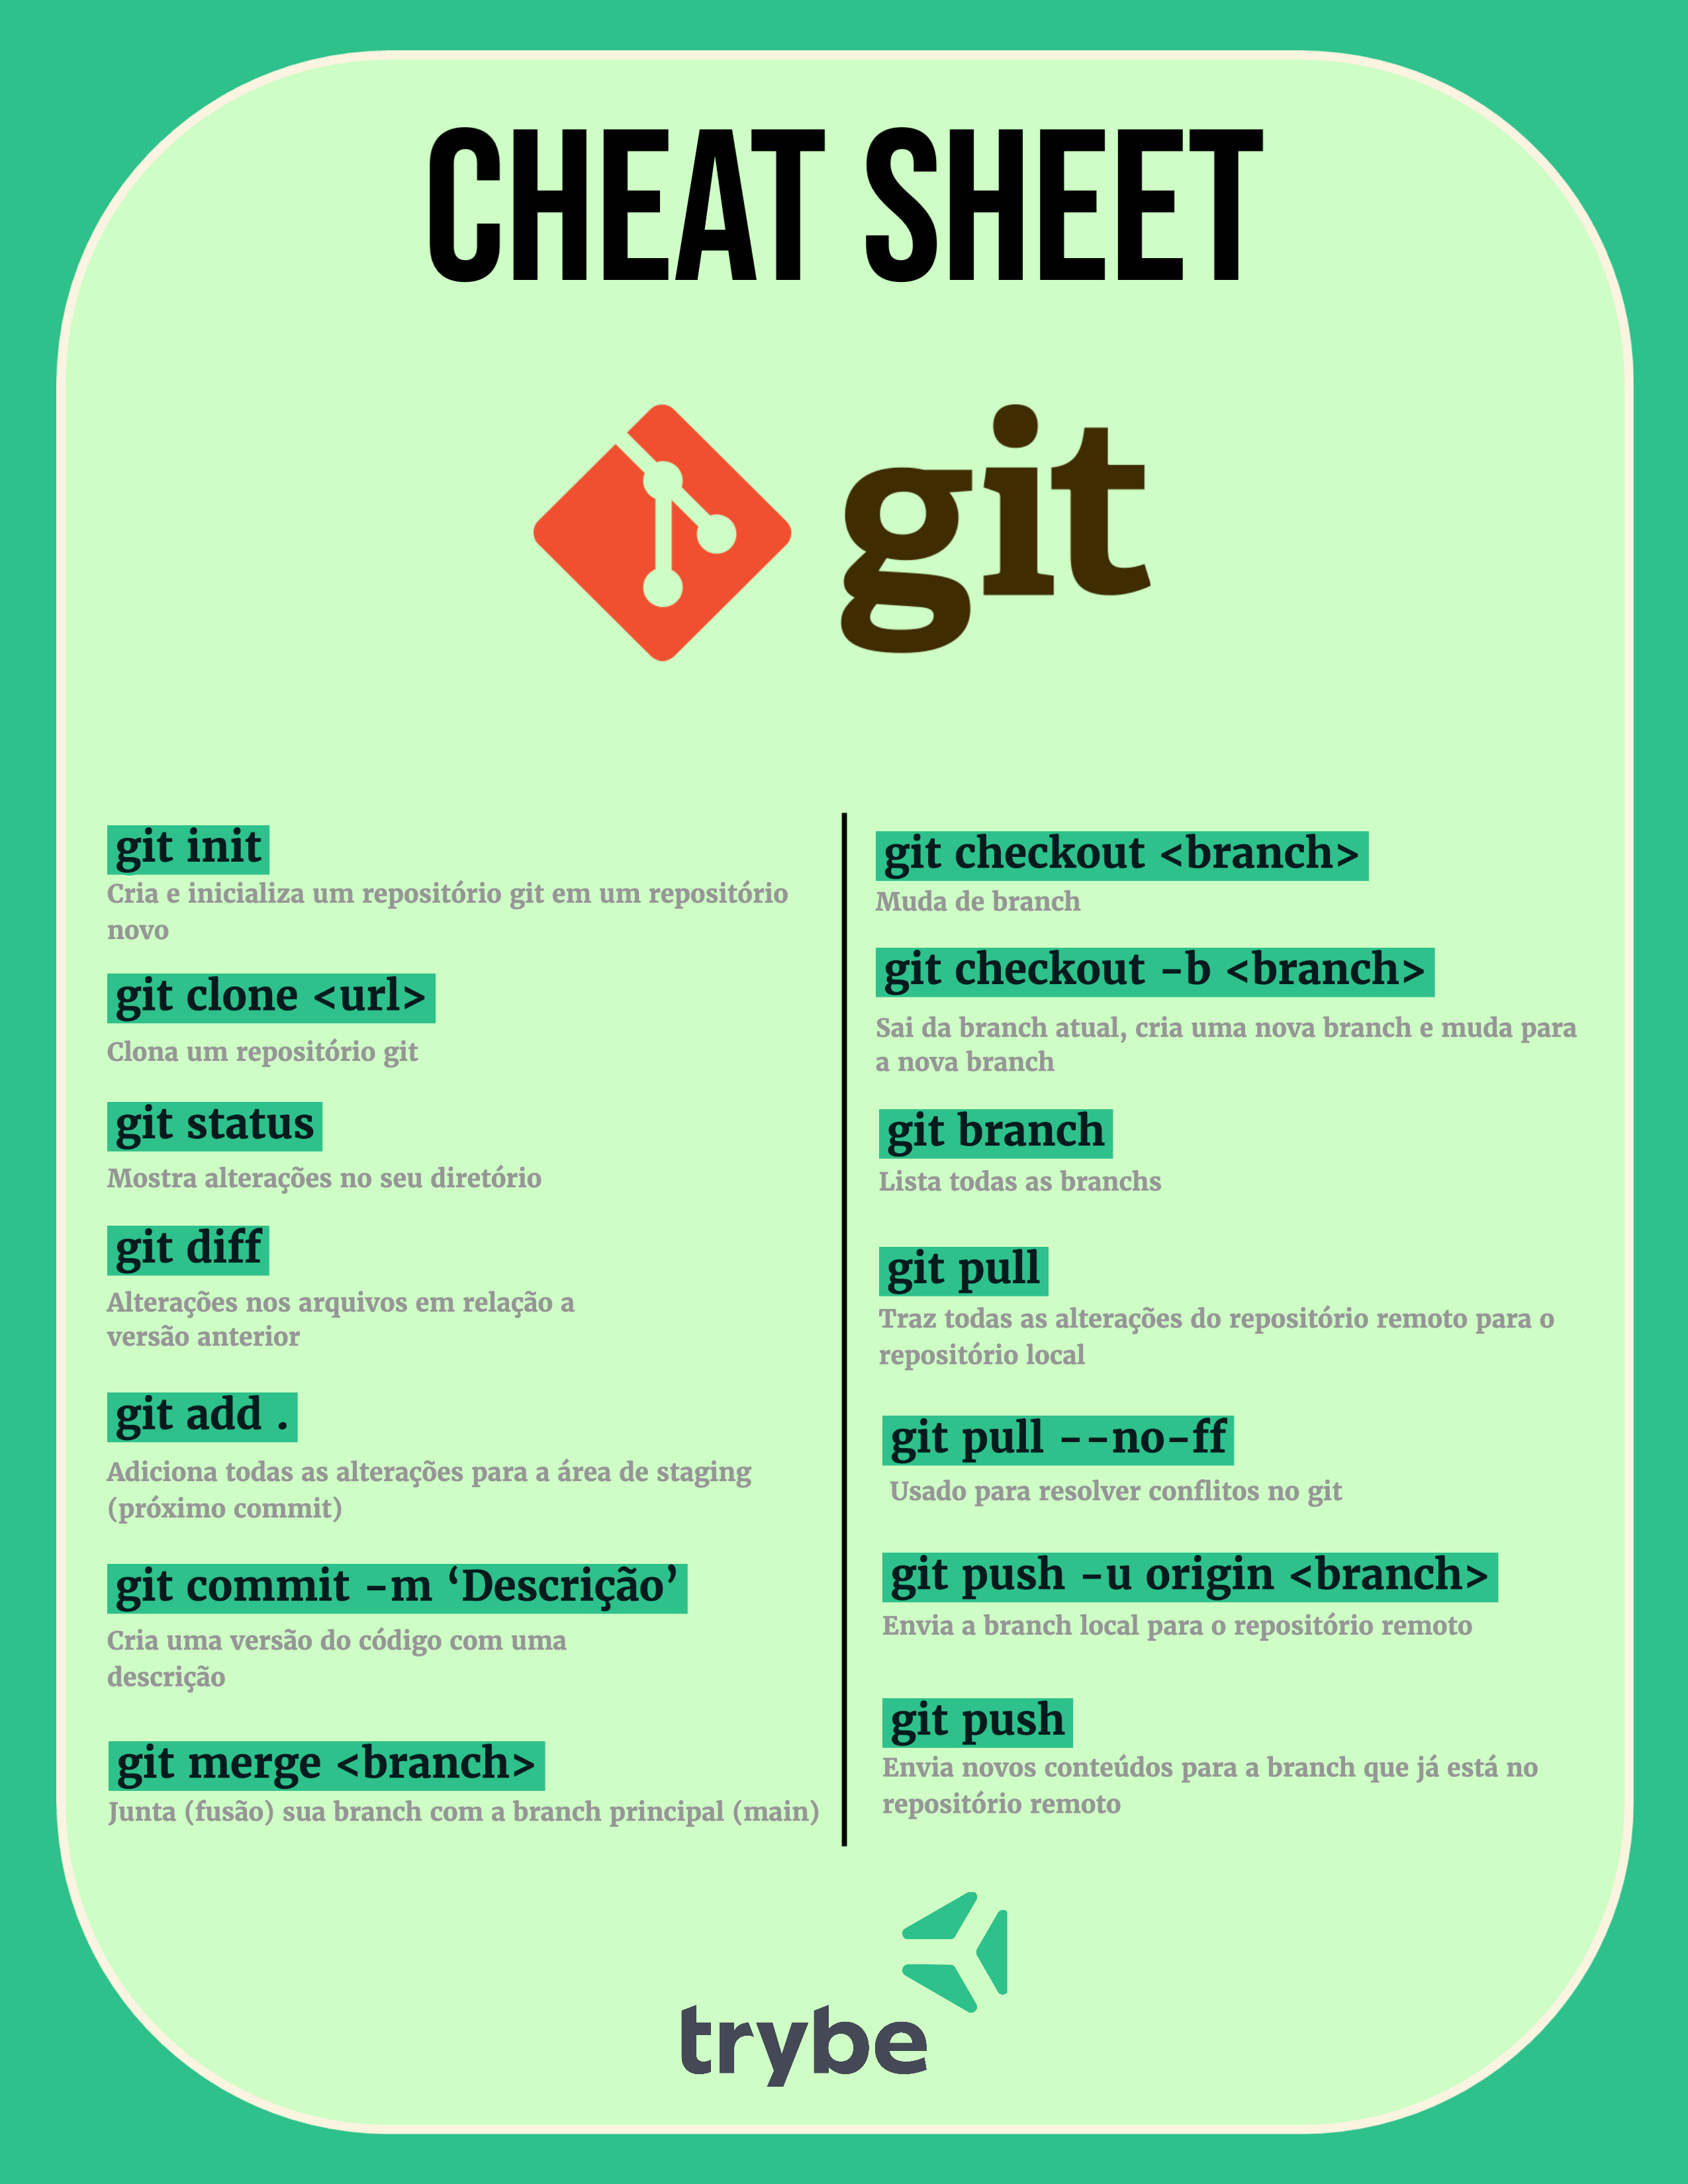 CHEAT SHEET
git
git init
Cria e inicializa um repositório git em um repositório
novo
git clone <url>
Clona um repositório git
git status
Mostra alterações no seu diretório
git diff
Alterações nos arquivos em relação a
versão anterior
git add .
Adiciona todas as alterações para a área de staging
(próximo commit)
git commit -m ‘Descrição’
Cria uma versão do código com uma
descrição
git merge <branch>
Junta (fusão) sua branch com a branch principal (main)
git checkout <branch>
Muda de branch
git checkout -b <branch>
Sai da branch atual, cria uma nova branch e muda para
a nova branch
git branch
Lista todas as branchs
git pull
Traz todas as alterações do repositório remoto para o
repositório local
git pull --no-ff
Usado para resolver conflitos no git
git push -u origin <branch>
Envia a branch local para o repositório remoto
git push
Envia novos conteúdos para a branch que já está no
repositório remoto
trybe